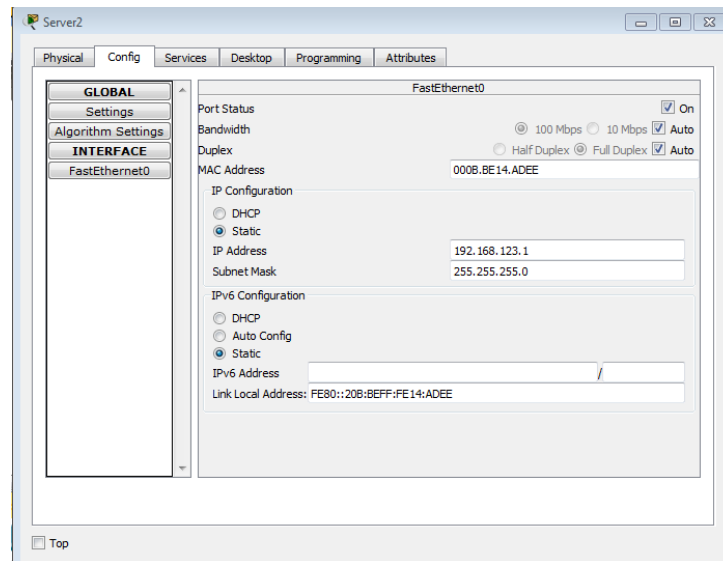 Server2
Physical Config Services Desktop Programming Attributes
GLOBAL
Settings
Algorithm Settings
INTERFACE
FastEthernet0
FastEthernet0
Port Status On
Bandwidth 100 Mbps 10 Mbps Auto
Duplex Half Duplex Full Duplex Auto
MAC Address 000B.BE14.ADEE
IP Configuration
DHCP
Static
IP Address 192.168.123.1
Subnet Mask 255.255.255.0
IPv6 Configuration
DHCP
Auto Config
Static
IPv6 Address /
Link Local Address: FE80::20B:BEFF:FE14:ADEE
Top